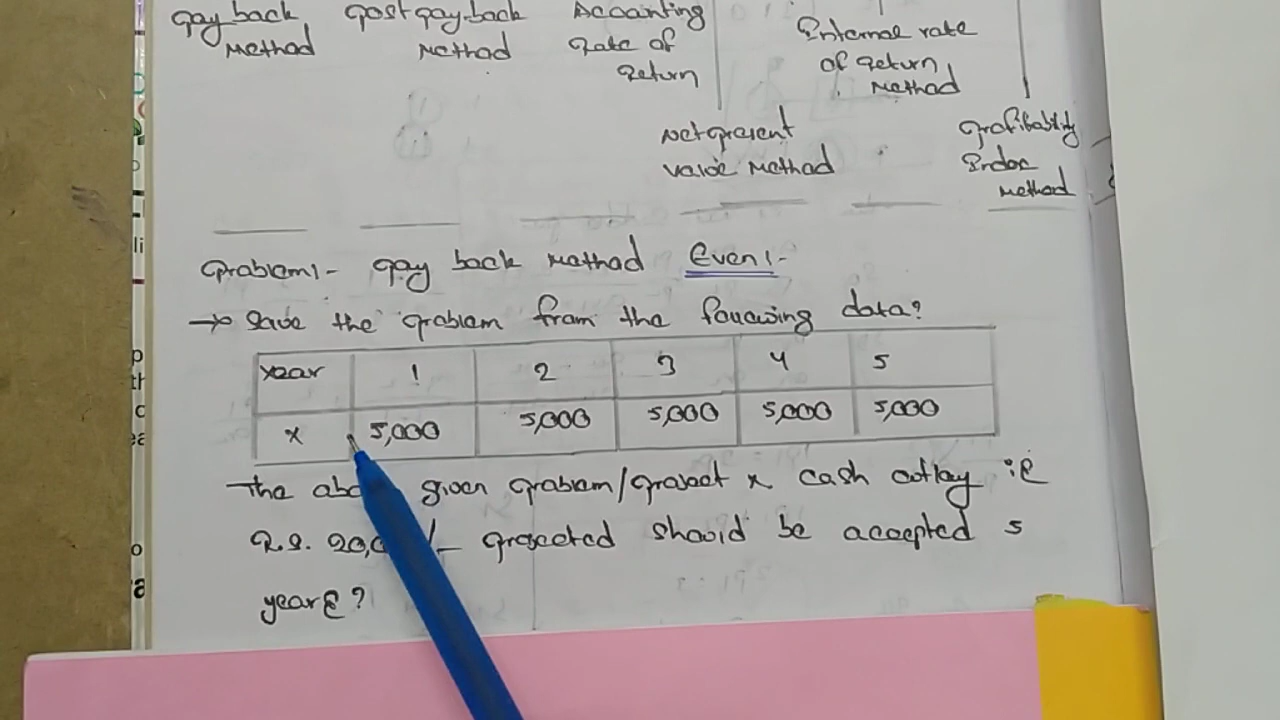 pay back post pay back Accounting
Method Method Rate of
Return
Internal rate
of Return
Method
Net present
value Method
profitability
Index
Method
problem:- pay back Method Even:-
→ Solve the problem from the following data?
year 1 2 3 4 5
x 5,000 5,000 5,000 5,000 5,000
The given problem/project x cash outlay is
R.S. /- projected should be accepted 5
years?